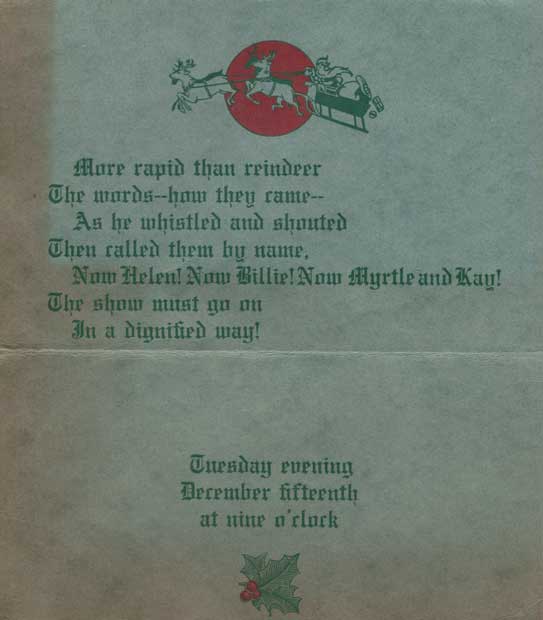 More rapid than reindeer
The words--how they came--
As he whistled and shouted
Then called them by name,
Now Helen! Now Billie! Now Myrtle and Kay!
The show must go on
In a dignified way!
Tuesday evening
December fifteenth
at nine o'clock